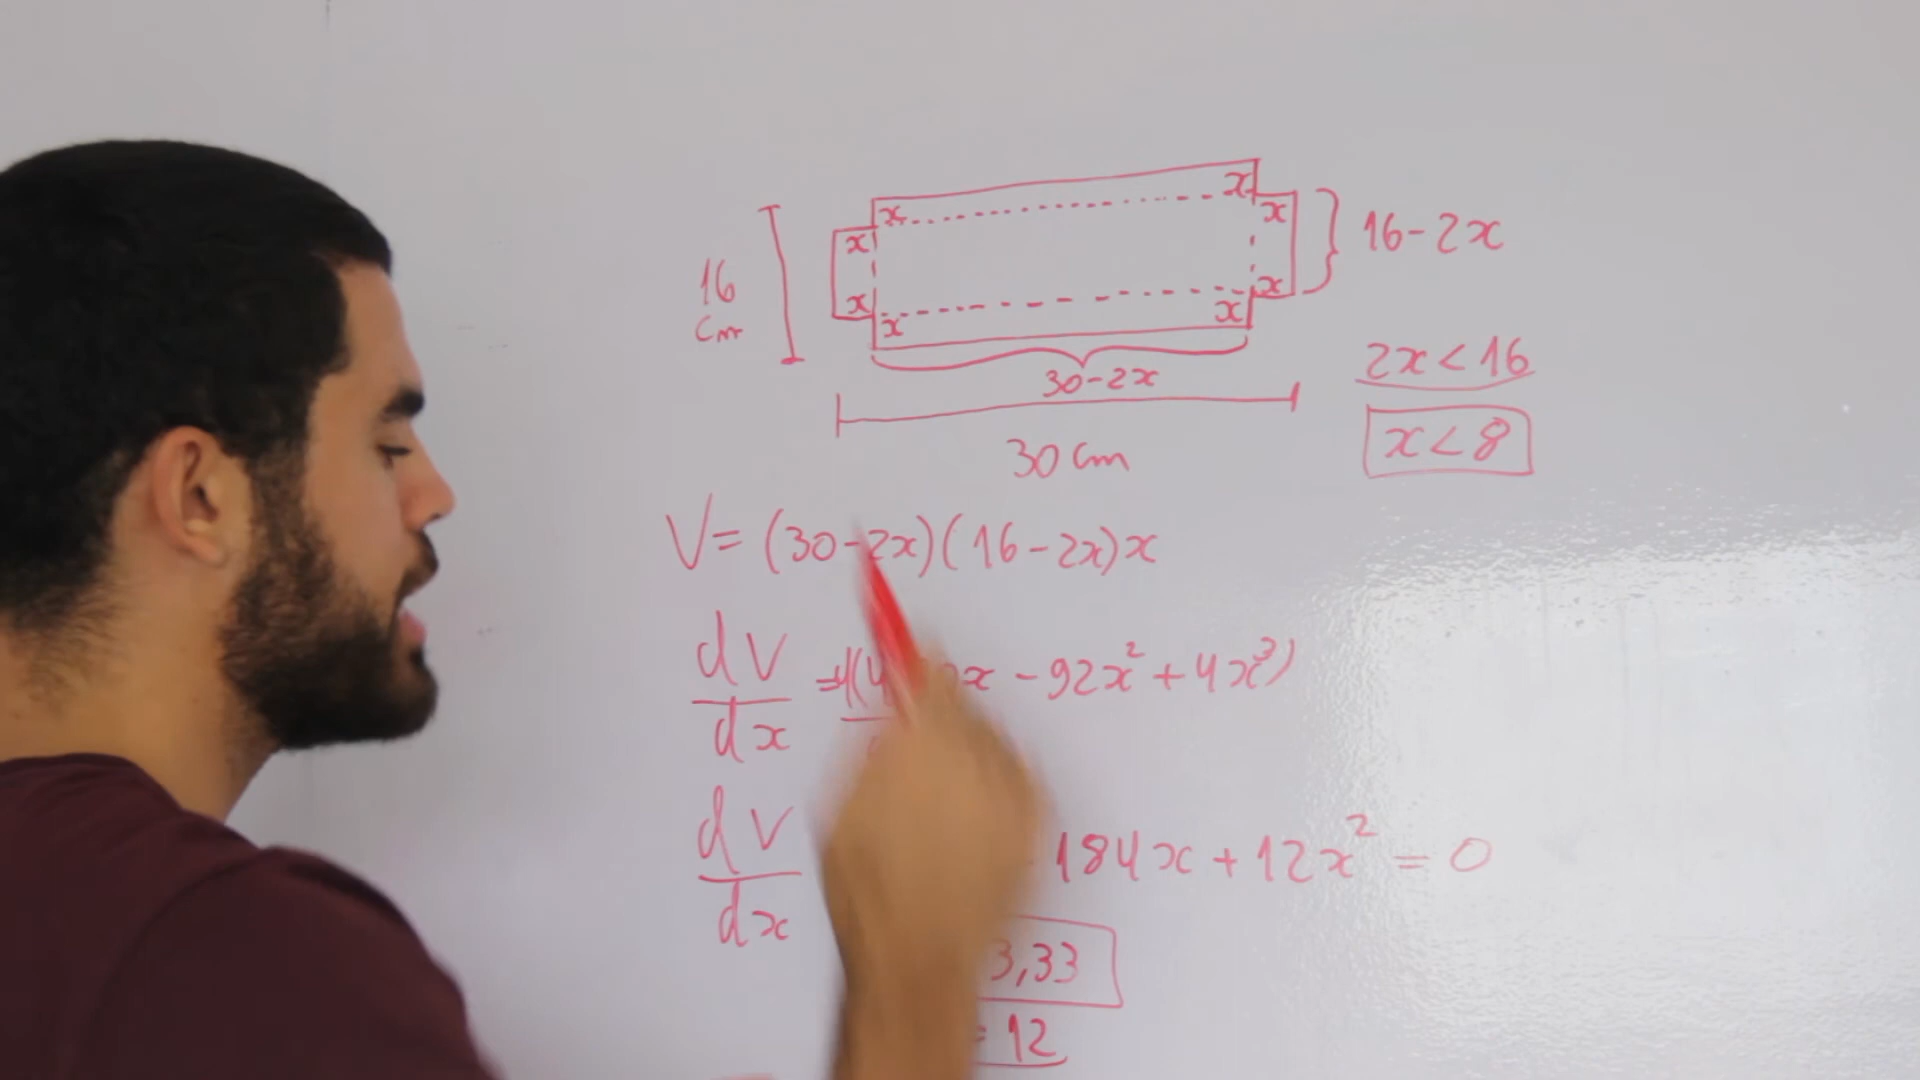 x x
x x
16 - 2x
16
cm
x x
x x
2x < 16
30-2x
x < 8
30 cm
V = (30-2x)(16-2x)x
dV = d(4 x - 92x² + 4x³)
dx
dV 184x + 12x² = 0
dx
3,33
= 12